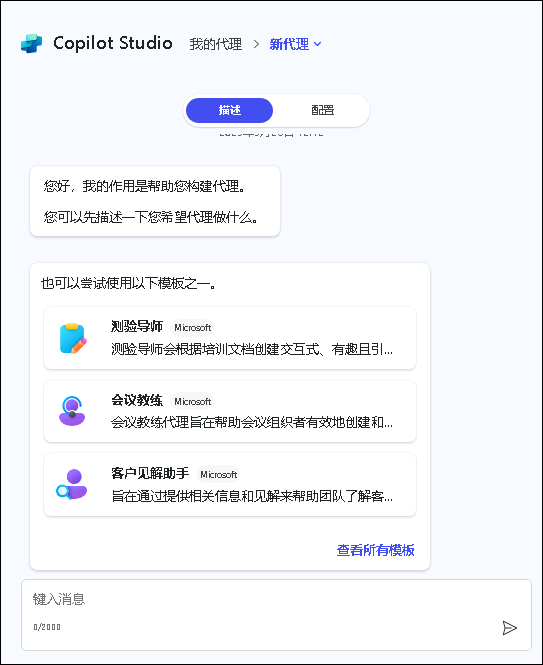 Copilot Studio 我的代理 > 新代理
描述 配置
您好，我的作用是帮助您构建代理。
您可以先描述一下您希望代理做什么。
也可以尝试使用以下模板之一。
测验导师 Microsoft
测验导师会根据培训文档创建交互式、有趣且引...
会议教练 Microsoft
会议教练代理旨在帮助会议组织者有效地创建和...
客户见解助手 Microsoft
旨在通过提供相关信息和见解来帮助团队了解客...
查看所有模板
键入消息
0/2000